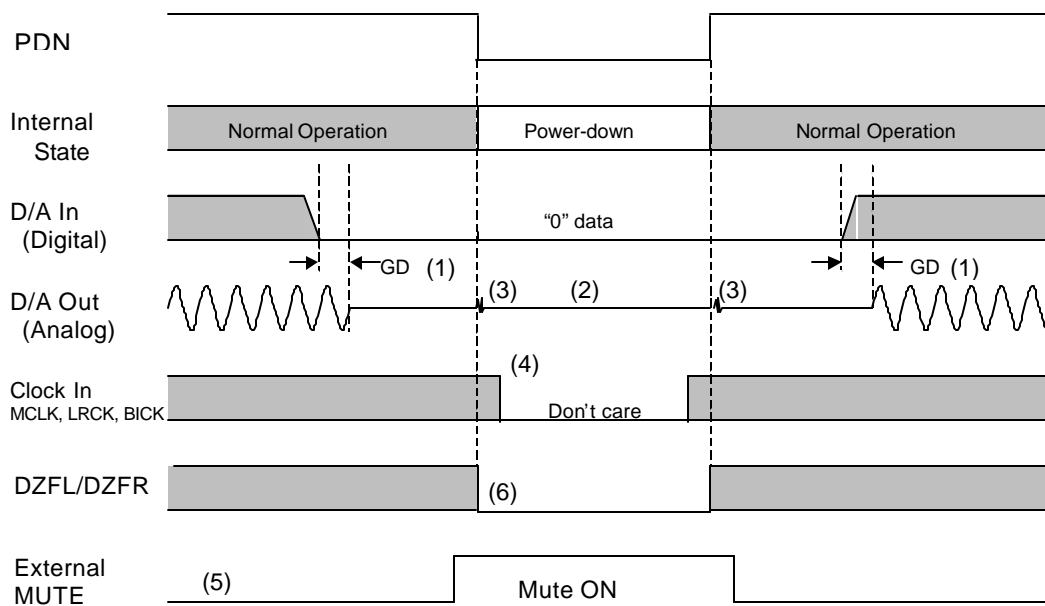 PDN
Internal
State
Normal Operation
Power-down
Normal Operation
D/A In
(Digital)
“0” data
GD (1)
GD (1)
D/A Out
(Analog)
(3)
(2)
(3)
Clock In
MCLK, LRCK, BICK
(4)
Don't care
DZFL/DZFR
(6)
External
MUTE
(5)
Mute ON